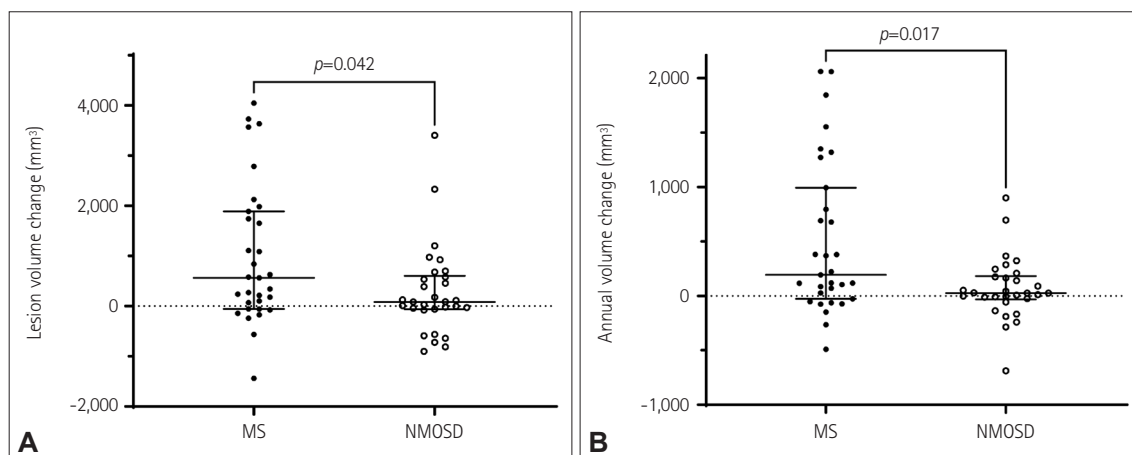 p=0.042
Lesion volume change (mm³)
4,000
2,000
0
−2,000
MS
NMOSD
A
p=0.017
Annual volume change (mm³)
2,000
1,000
0
−1,000
MS
NMOSD
B